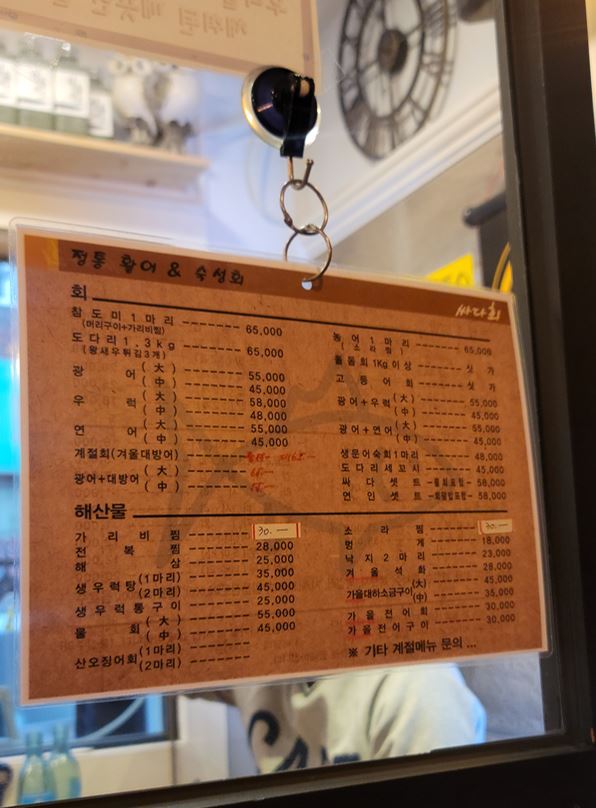 정통 활어 & 숙성회
싸다회
회
참 도 미 1 마 리 -------- 65,000
(머리구이+가리비찜)
도 다 리 1 . 3 k g -------- 65,000
(왕새우튀김3개)
광 어 (大) -------- 55,000
(中) -------- 45,000
우 럭 (大) -------- 58,000
(中) -------- 48,000
연 어 (大) -------- 55,000
(中) -------- 45,000
계절회(겨울대방어)
광어+대방어 (大)
(中)
농 어 1 마 리 -------- 65,000
(소라찜)
돌돔회 1Kg 이상 -------- 싯 가
고 등 어 회 -------- 싯 가
광어+우럭 (大) -------- 55,000
(中) -------- 45,000
광어+연어 (大) -------- 55,000
(中) -------- 45,000
생문어숙회1마리 -------- 48,000
도다리세꼬시 -------- 45,000
싸 다 셋 트 58,000
연 인 셋 트 58,000
해산물
가 리 비 찜 -------- 30.-
전 복 찜 -------- 28,000
해 삼 -------- 25,000
생우럭탕 (1마리) -------- 35,000
(2마리) -------- 45,000
생 우 럭 통 구 이 -------- 25,000
물 회 (大) -------- 55,000
(中) -------- 45,000
산오징어회 (1마리) --------
(2마리) --------
소 라 찜 -------- 30.-
멍 게 -------- 18,000
낙 지 2 마 리 -------- 23,000
겨 울 석 화 -------- 28,000
가을대하소금구이 (大) -------- 45,000
(中) -------- 35,000
가 을 전 어 회 -------- 30,000
가 을 전 어 구 이 -------- 30,000
※ 기타 계절메뉴 문의 ...